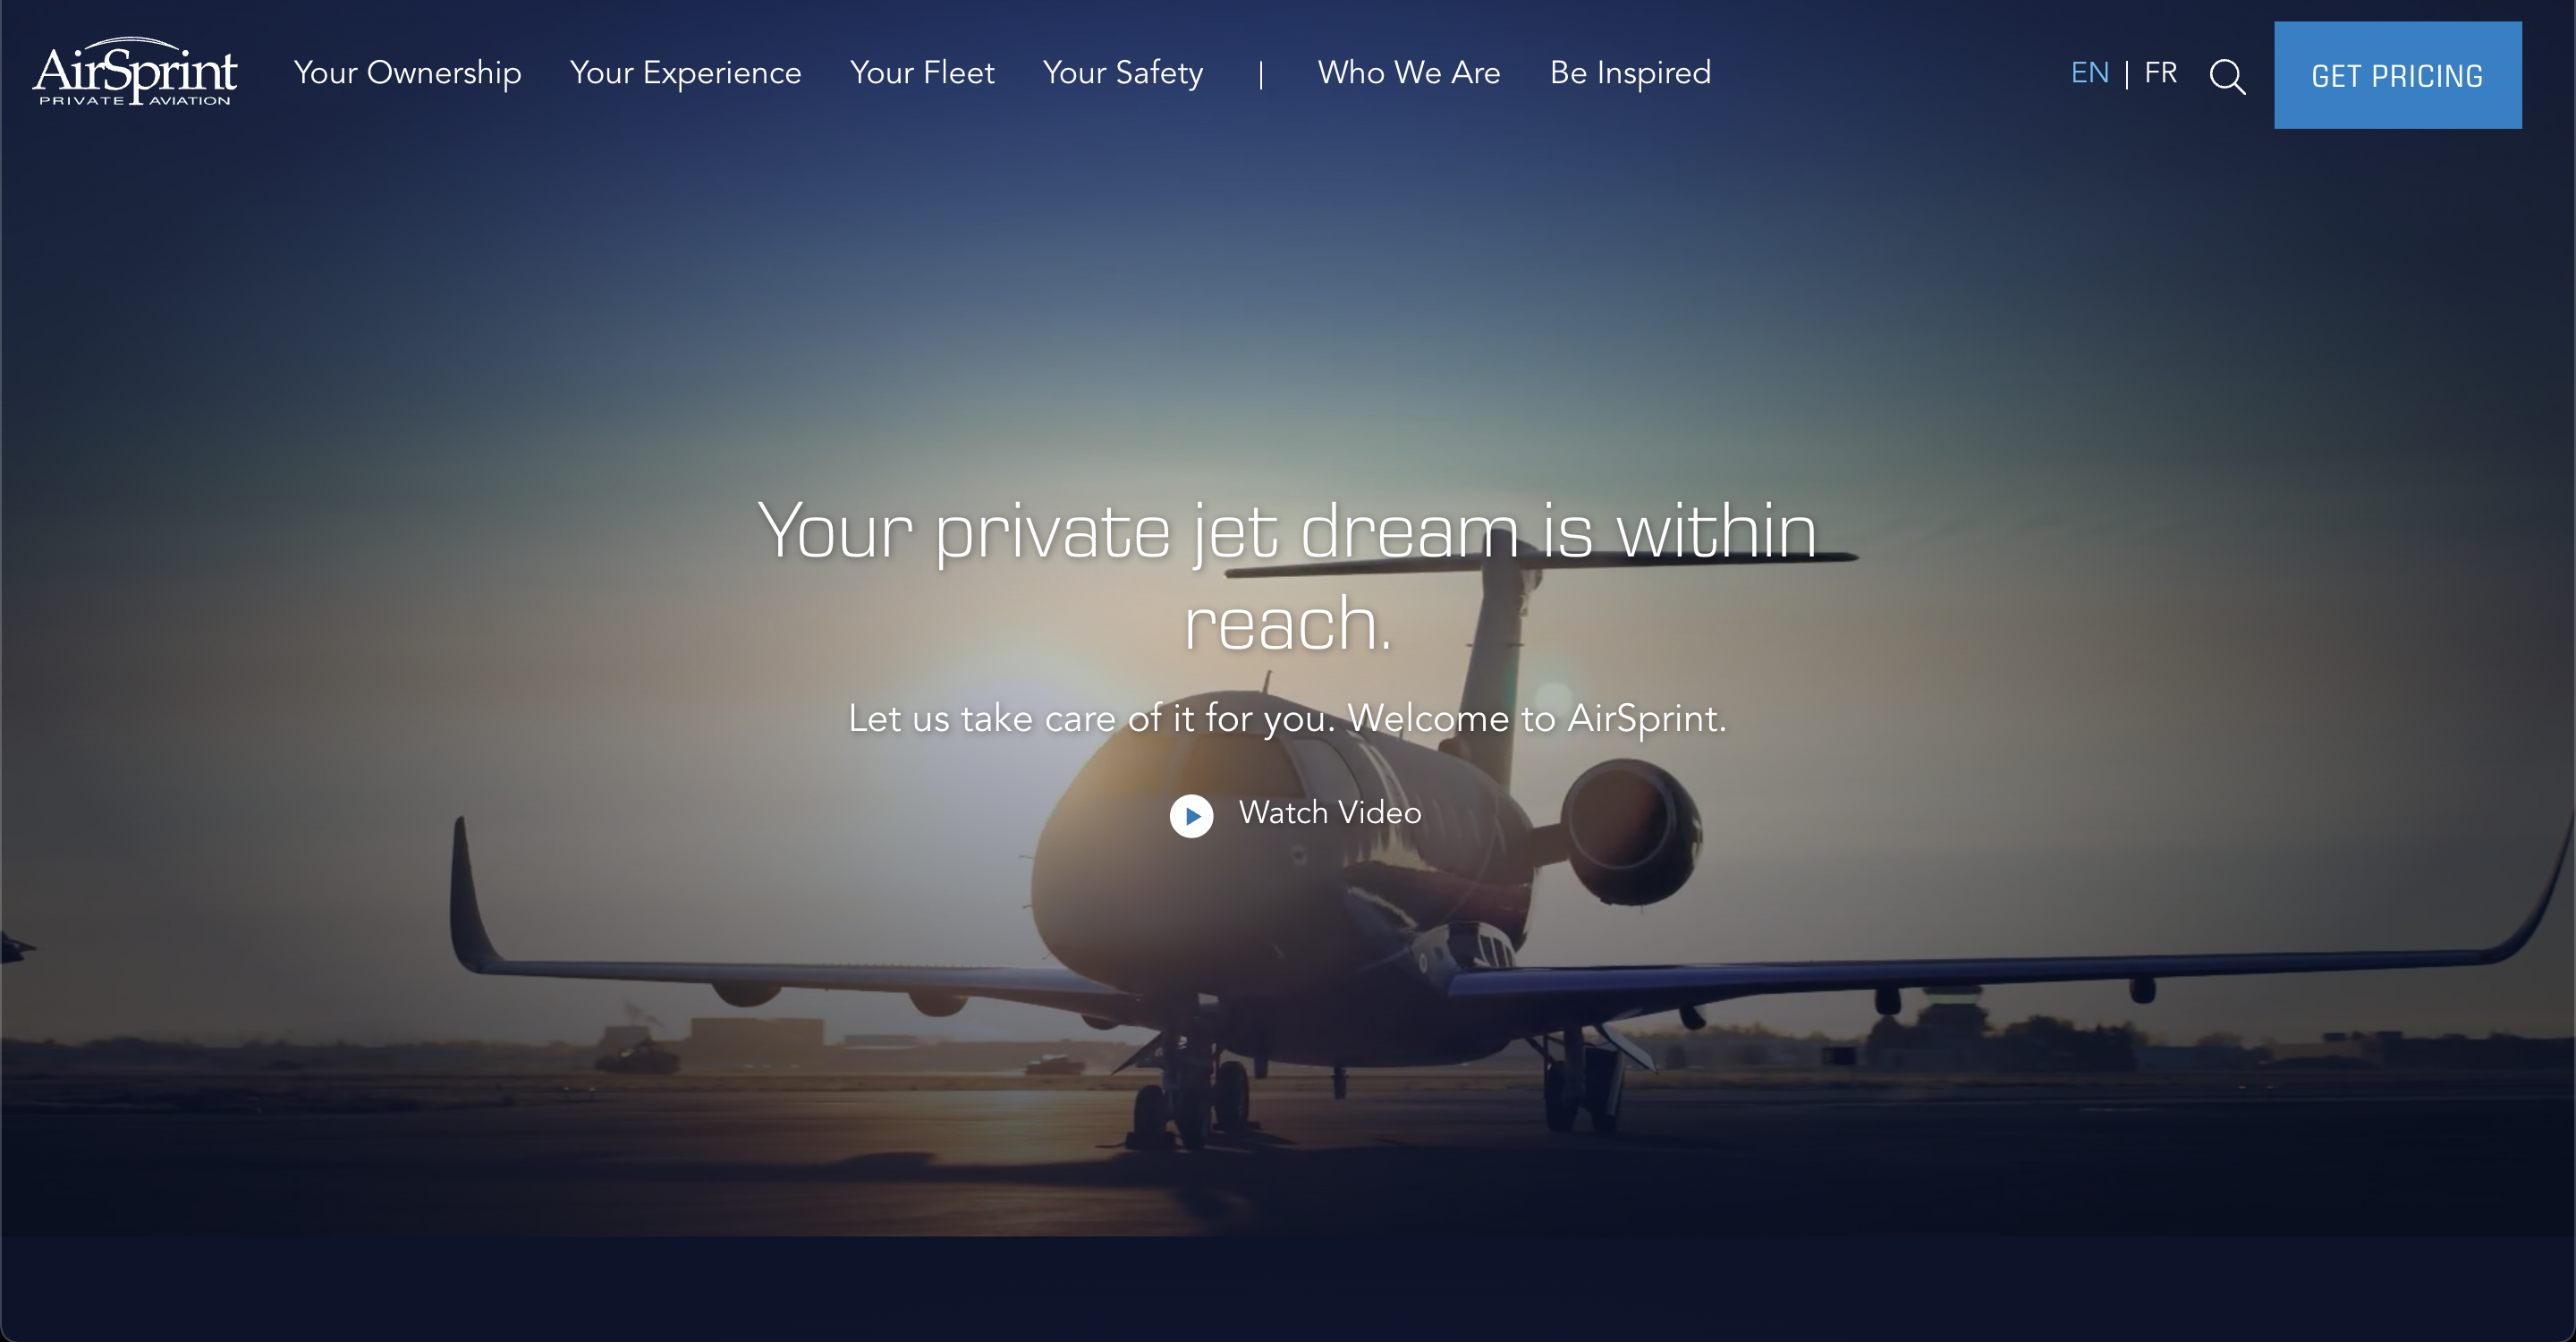 AirSprint
PRIVATE AVIATION
Your Ownership Your Experience Your Fleet Your Safety | Who We Are Be Inspired
EN | FR
GET PRICING
Your private jet dream is within
reach.
Let us take care of it for you. Welcome to AirSprint.
Watch Video